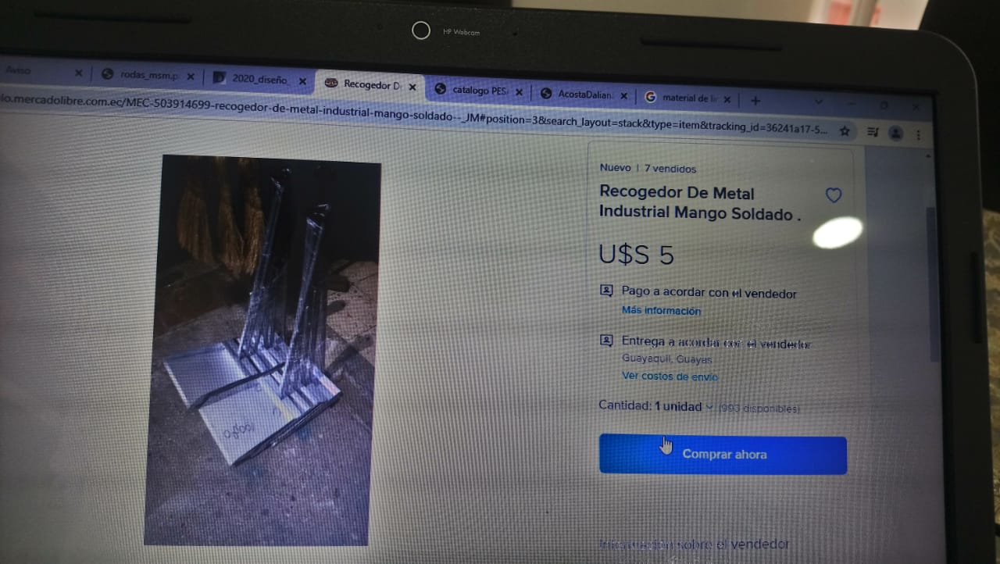 HP Webcam
Aviso
rodas_msm.p
2020_diseño_
Recogedor D
catalogo PES
AcostaDalian
material de lir
lo.mercadolibre.com.ec/MEC-503914699-recogedor-de-metal-industrial-mango-soldado--_JM#position=3&search_layout=stack&type=item&tracking_id=36241a17-5...
Nuevo | 7 vendidos
Recogedor De Metal
Industrial Mango Soldado .
U$S 5
Pago a acordar con el vendedor
Más información
Entrega a acordar con el vendedor
Guayaquil, Guayas
Ver costos de envío
Cantidad: 1 unidad (993 disponibles)
Comprar ahora
Información sobre el vendedor